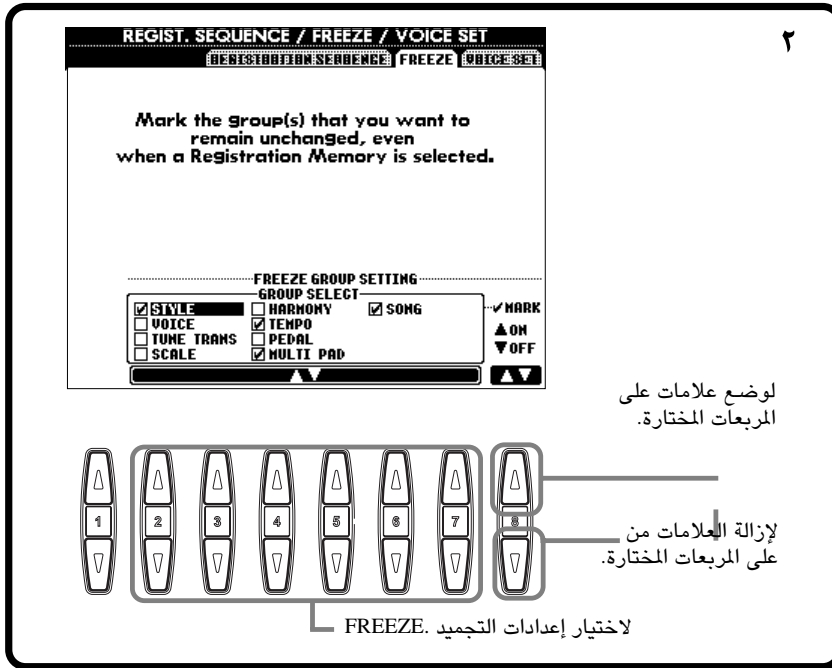 ٢
REGIST. SEQUENCE / FREEZE / VOICE SET
REGISTRATION SEQUENCE FREEZE VOICE SET
Mark the group(s) that you want to
remain unchanged, even
when a Registration Memory is selected.
FREEZE GROUP SETTING
GROUP SELECT
STYLE HARMONY SONG
VOICE TEMPO
TUNE TRANS PEDAL
SCALE MULTI PAD
MARK
▲ON
▼OFF
لوضع علامات على
المربعات المختارة.
1 2 3 4 5 6 7 8
لإزالة العلامات من
على المربعات المختارة.
لاختيار إعدادات التجميد .FREEZE